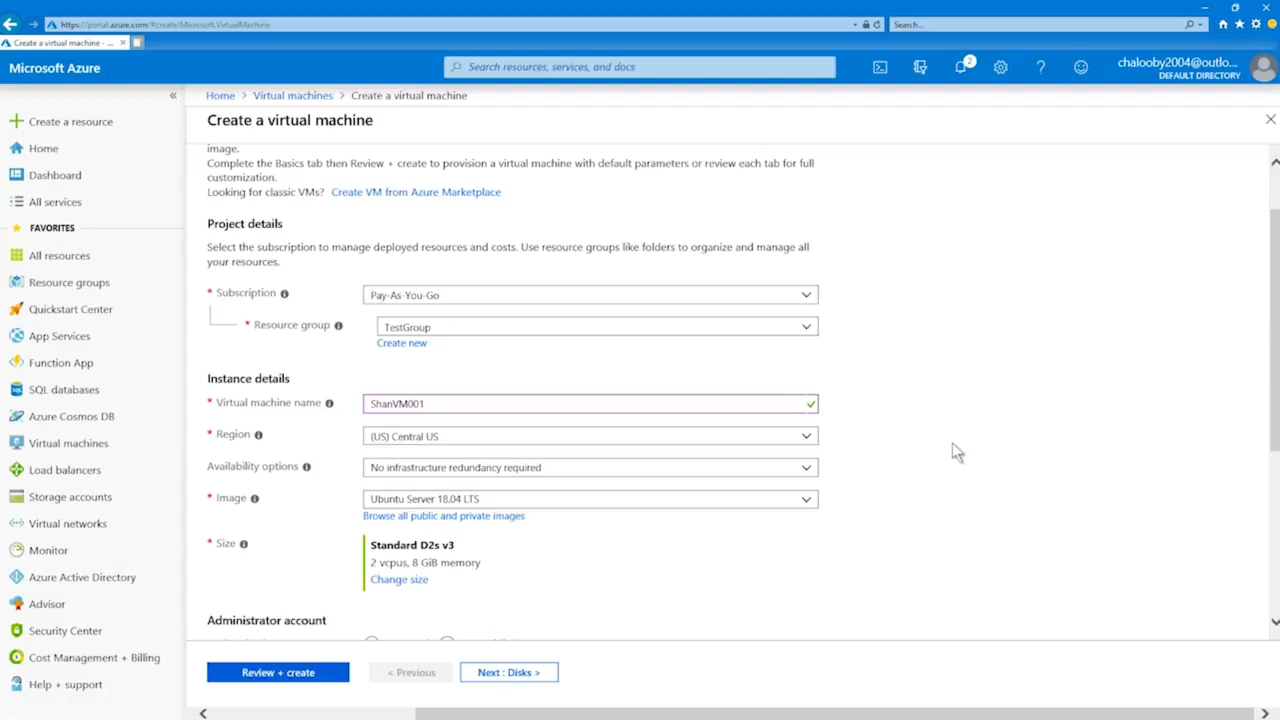 https://portal.azure.com/#create/Microsoft.VirtualMachine
Search...
Create a virtual machine - ...
Microsoft Azure
Search resources, services, and docs
2
chalooby2004@outlo...
DEFAULT DIRECTORY
Home > Virtual machines > Create a virtual machine
Create a virtual machine
Create a resource
Home
Dashboard
All services
FAVORITES
All resources
Resource groups
Quickstart Center
App Services
Function App
SQL databases
Azure Cosmos DB
Virtual machines
Load balancers
Storage accounts
Virtual networks
Monitor
Azure Active Directory
Advisor
Security Center
Cost Management + Billing
Help + support
image.
Complete the Basics tab then Review + create to provision a virtual machine with default parameters or review each tab for full
customization.
Looking for classic VMs? Create VM from Azure Marketplace
Project details
Select the subscription to manage deployed resources and costs. Use resource groups like folders to organize and manage all
your resources.
* Subscription
Pay-As-You-Go
* Resource group
TestGroup
Create new
Instance details
* Virtual machine name
ShanVM001
* Region
(US) Central US
Availability options
No infrastructure redundancy required
* Image
Ubuntu Server 18.04 LTS
Browse all public and private images
* Size
Standard D2s v3
2 vcpus, 8 GiB memory
Change size
Administrator account
Review + create
< Previous
Next : Disks >